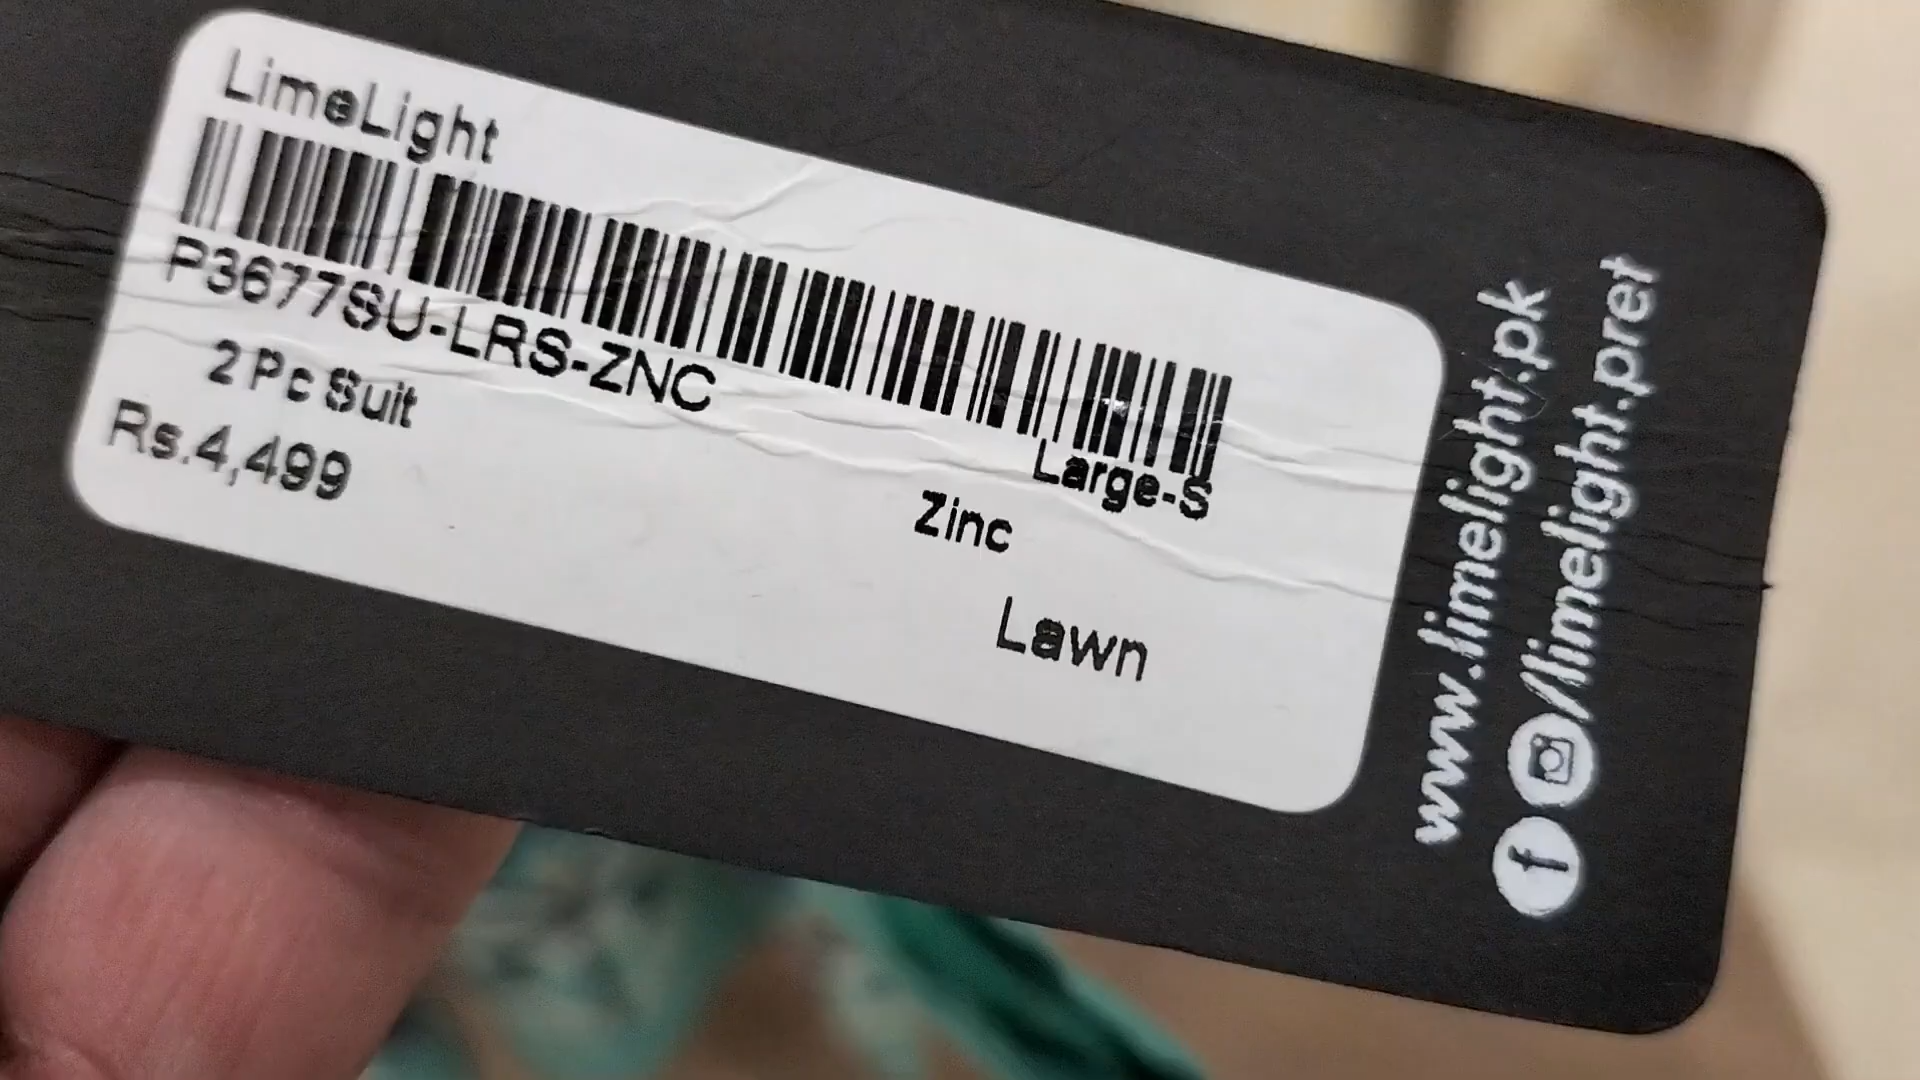 LimeLight
P3677SU-LRS-ZNC
2 Pc Suit
Large-S
Rs.4,499
Zinc
Lawn
www.limelight.pk
f /limelight.pret